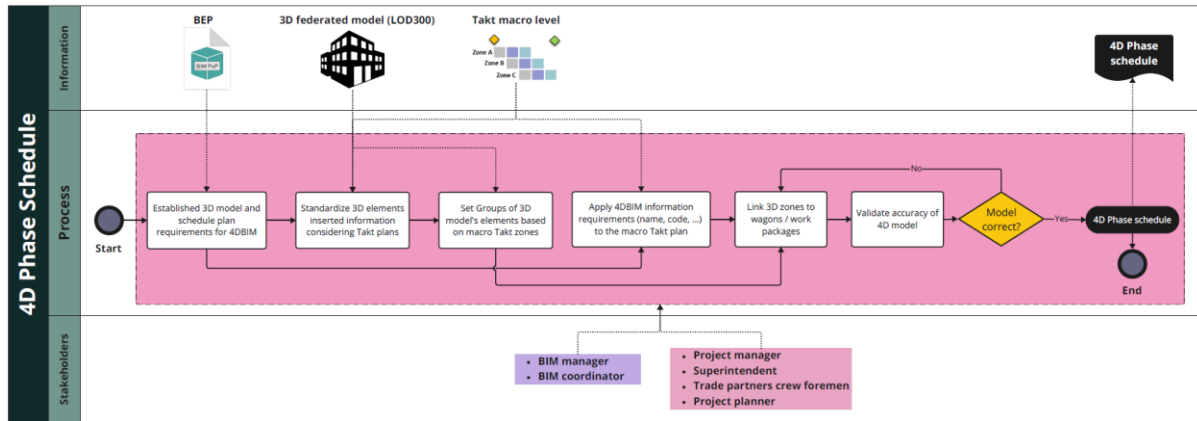 4D Phase Schedule
Information
BEP
BIM PxP
3D federated model (LOD300)
Takt macro level
Zone A
Zone B
Zone C
4D Phase
schedule
Process
Start
Established 3D model and
schedule plan
requirements for 4DBIM
Standardize 3D elements
inserted information
considering Takt plans
Set Groups of 3D
model's elements based
on macro Takt zones
Apply 4DBIM information
requirements (name, code, ...)
to the macro Takt plan
Link 3D zones to
wagons / work
packages
Validate accuracy of
4D model
No
Model
correct?
Yes
4D Phase schedule
End
Stakeholders
• BIM manager
• BIM coordinator
• Project manager
• Superintendent
• Trade partners crew foremen
• Project planner